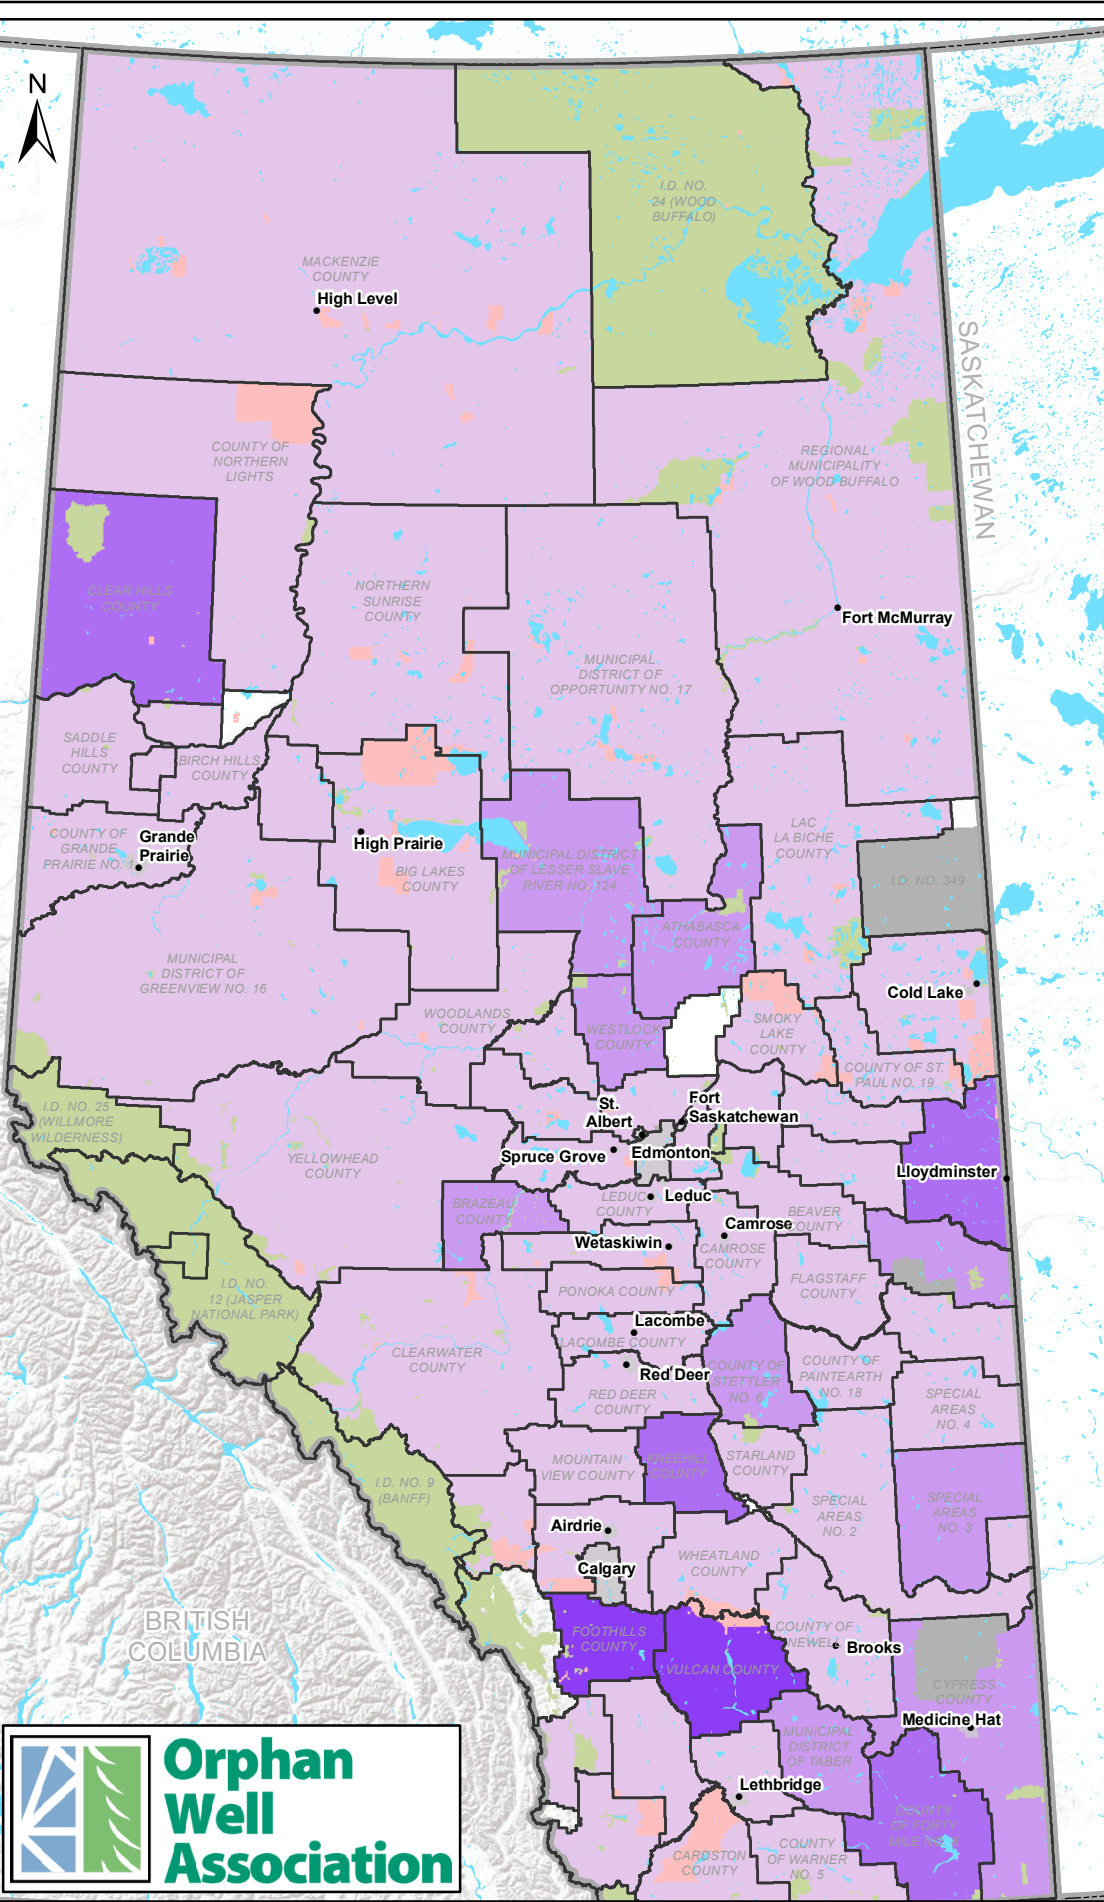 N
I.D. NO.
24 (WOOD
BUFFALO)
MACKENZIE
COUNTY
High Level
SASKATCHEWAN
COUNTY OF
NORTHERN
LIGHTS
REGIONAL
MUNICIPALITY
OF WOOD BUFFALO
CLEAR HILLS
COUNTY
NORTHERN
SUNRISE
COUNTY
Fort McMurray
MUNICIPAL
DISTRICT OF
OPPORTUNITY NO. 17
SADDLE
HILLS
COUNTY
BIRCH HILLS
COUNTY
COUNTY OF
GRANDE
PRAIRIE NO. 1
Grande
Prairie
High Prairie
BIG LAKES
COUNTY
MUNICIPAL DISTRICT
OF LESSER SLAVE
RIVER NO. 124
LAC
LA BICHE
COUNTY
I.D. NO. 349
ATHABASCA
COUNTY
MUNICIPAL
DISTRICT OF
GREENVIEW NO. 16
Cold Lake
WOODLANDS
COUNTY
WESTLOCK
COUNTY
SMOKY
LAKE
COUNTY
COUNTY OF ST.
PAUL NO. 19
I.D. NO. 25
(WILLMORE
WILDERNESS)
St.
Albert
Fort
Saskatchewan
Spruce Grove
Edmonton
YELLOWHEAD
COUNTY
Lloydminster
BRAZEAU
COUNTY
LEDUC
COUNTY
Leduc
BEAVER
COUNTY
Camrose
Wetaskiwin
CAMROSE
COUNTY
I.D. NO.
12 (JASPER
NATIONAL PARK)
PONOKA COUNTY
FLAGSTAFF
COUNTY
Lacombe
LACOMBE COUNTY
CLEARWATER
COUNTY
Red Deer
RED DEER
COUNTY
COUNTY OF
STETTLER
NO. 6
COUNTY OF
PAINTEARTH
NO. 18
SPECIAL
AREAS
NO. 4
MOUNTAIN
VIEW COUNTY
KNEEHILL
COUNTY
STARLAND
COUNTY
I.D. NO. 9
(BANFF)
SPECIAL
AREAS
NO. 2
SPECIAL
AREAS
NO. 3
Airdrie
Calgary
WHEATLAND
COUNTY
BRITISH
COLUMBIA
FOOTHILLS
COUNTY
VULCAN COUNTY
COUNTY OF
NEWELL
Brooks
CYPRESS
COUNTY
Medicine Hat
MUNICIPAL
DISTRICT
OF TABER
Lethbridge
COUNTY
OF FORTY
MILE NO. 8
CARDSTON
COUNTY
COUNTY
OF WARNER
NO. 5
Orphan
Well
Association